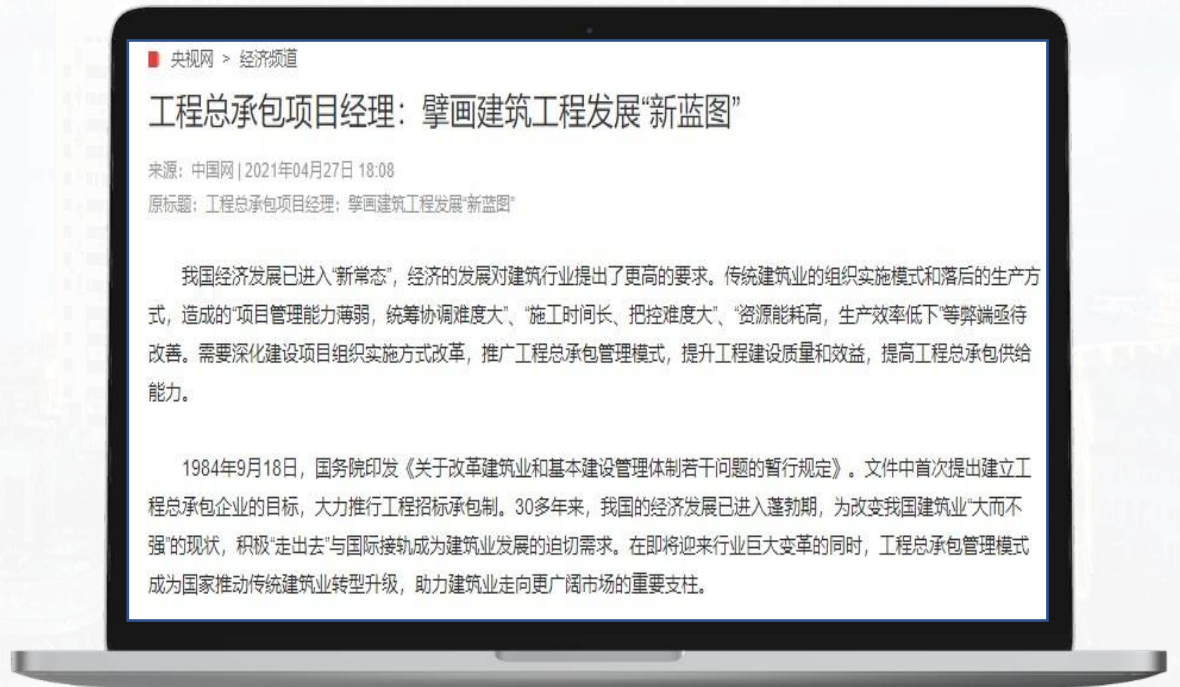 央视网 > 经济频道
工程总承包项目经理：擘画建筑工程发展“新蓝图”
来源：中国网 | 2021年04月27日 18:08
原标题：工程总承包项目经理：擘画建筑工程发展“新蓝图”
我国经济发展已进入“新常态”，经济的发展对建筑行业提出了更高的要求。传统建筑业的组织实施模式和落后的生产方
式，造成的“项目管理能力薄弱，统筹协调难度大”、“施工时间长、把控难度大”、“资源能耗高，生产效率低下”等弊端亟待
改善。需要深化建设项目组织实施方式改革，推广工程总承包管理模式，提升工程建设质量和效益，提高工程总承包供给
能力。
1984年9月18日，国务院印发《关于改革建筑业和基本建设管理体制若干问题的暂行规定》。文件中首次提出建立工
程总承包企业的目标，大力推行工程招标承包制。30多年来，我国的经济发展已进入蓬勃期，为改变我国建筑业“大而不
强”的现状，积极“走出去”与国际接轨成为建筑业发展的迫切需求。在即将迎来行业巨大变革的同时，工程总承包管理模式
成为国家推动传统建筑业转型升级，助力建筑业走向更广阔市场的重要支柱。